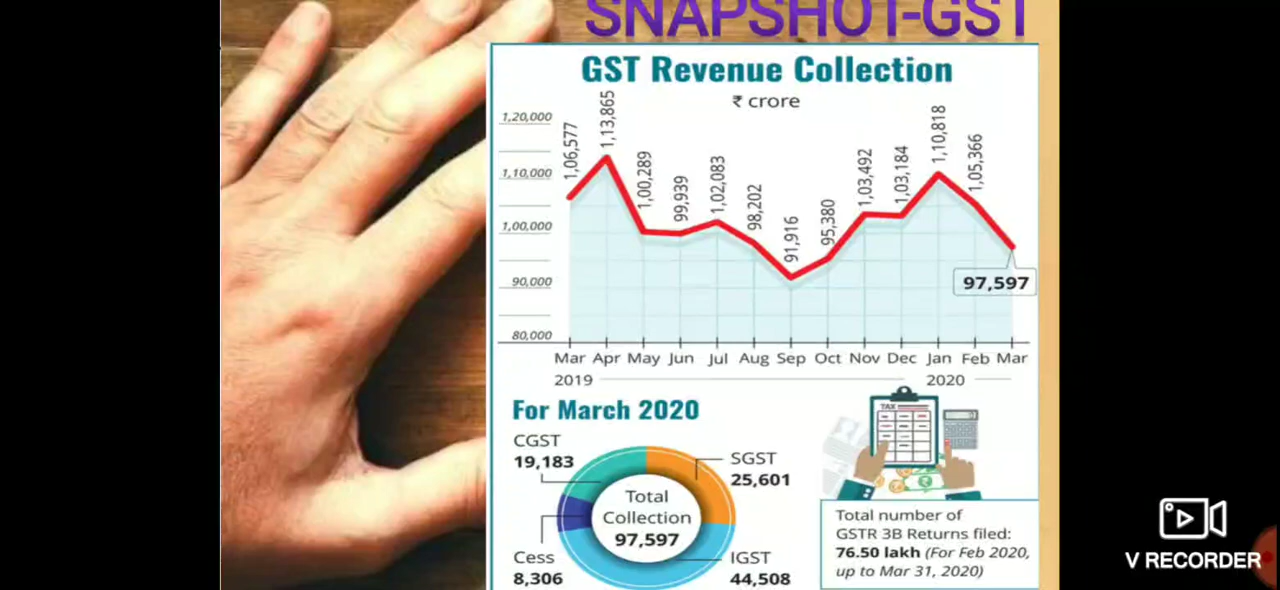 SNAPSHOT-GST
GST Revenue Collection
₹ crore
1,20,000
1,10,000
1,00,000
90,000
80,000
1,06,577
1,13,865
1,00,289
99,939
1,02,083
98,202
91,916
95,380
1,03,492
1,03,184
1,10,818
1,05,366
97,597
Mar Apr May Jun Jul Aug Sep Oct Nov Dec Jan Feb Mar
2019 2020
For March 2020
CGST
19,183
SGST
25,601
Total
Collection
97,597
Cess
8,306
IGST
44,508
TAX
Total number of
GSTR 3B Returns filed:
76.50 lakh (For Feb 2020,
up to Mar 31, 2020)
V RECORDER